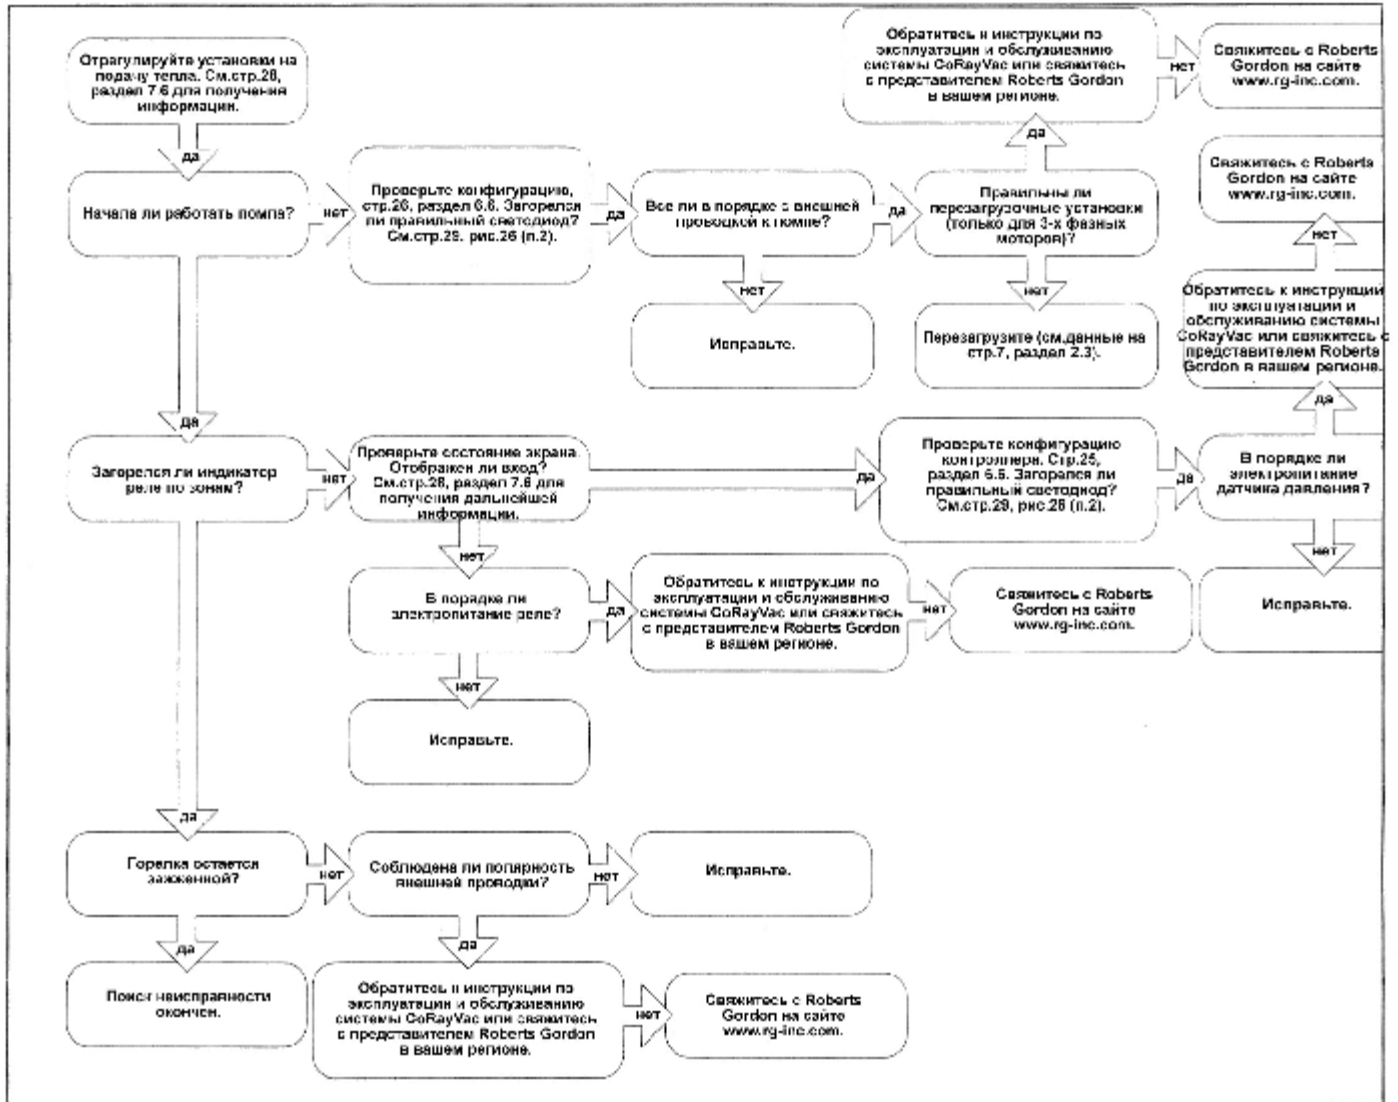 Отрагулируйте установки на
подачу тепла. См.стр.28,
раздел 7.6 для получения
информации.
да
Начала ли работать помпа?
нет
Проверьте конфигурацию,
стр.26, раздел 6.6. Загорелся
ли правильный светодиод?
См.стр.29. рис.26 (п.2).
да
Все ли в порядке с внешней
проводкой к помпе?
нет
Исправьте.
да
Правильны ли
перезагрузочные установки
(только для 3-х фазных
моторов)?
нет
Перезагрузите (см.данные на
стр.7, раздел 2.3).
да
Обратитесь к инструкции по
эксплуатации и обслуживанию
системы CoRayVac или свяжитесь
с представителем Roberts Gordon
в вашем регионе.
нет
Свяжитесь с Roberts
Gordon на сайте
www.rg-inc.com.
да
Загорелся ли индикатор
реле по зонам?
нет
Проверьте состояние экрана.
Отображен ли вход?
См.стр.28, раздел 7.6 для
получения дальнейшей
информации.
да
Проверьте конфигурацию
контроллера. Стр.25,
раздел 6.6. Загорелся ли
правильный светодиод?
См.стр.29, рис.26 (п.2).
да
В порядке ли
электропитание
датчика давления?
да
Обратитесь к инструкции
по эксплуатации и
обслуживанию системы
CoRayVac или свяжитесь с
представителем Roberts
Gordon в вашем регионе.
нет
Свяжитесь с Roberts
Gordon на сайте
www.rg-inc.com.
нет
Исправьте.
нет
В порядке ли
электропитание реле?
да
Обратитесь к инструкции по
эксплуатации и обслуживанию
системы CoRayVac или свяжитесь
с представителем Roberts Gordon
в вашем регионе.
нет
Свяжитесь с Roberts
Gordon на сайте
www.rg-inc.com.
нет
Исправьте.
да
Горелка остается
зажженной?
нет
Соблюдена ли полярность
внешней проводки?
нет
Исправьте.
да
Обратитесь к инструкции по
эксплуатации и обслуживанию
системы CoRayVac или свяжитесь
с представителем Roberts Gordon
в вашем регионе.
нет
Свяжитесь с Roberts
Gordon на сайте
www.rg-inc.com.
да
Поиск неисправности
окончен.